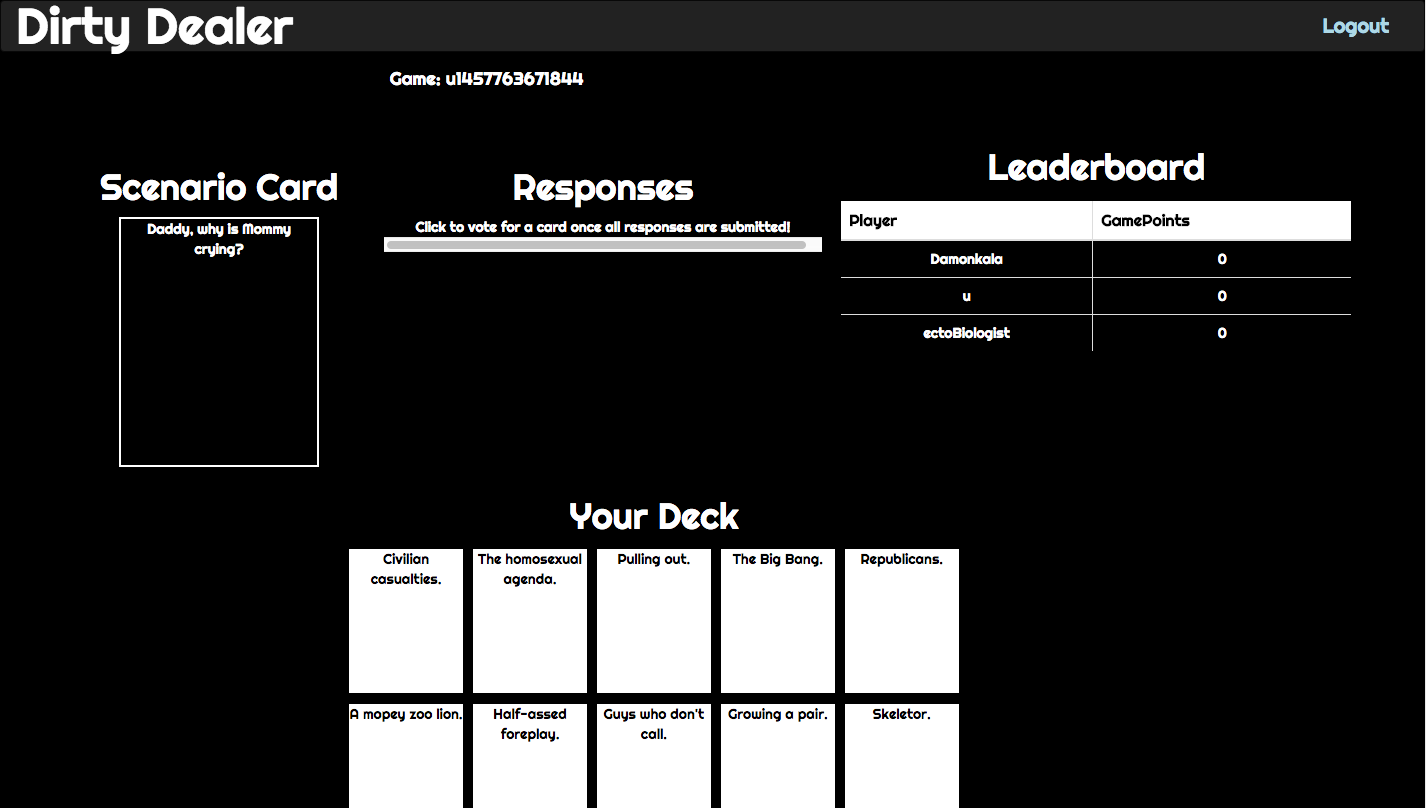 Dirty Dealer
Logout
Game: u1457763671844
Scenario Card
Daddy, why is Mommy
crying?
Responses
Click to vote for a card once all responses are submitted!
Leaderboard
Player GamePoints
Damonkala 0
u 0
ectoBiologist 0
Your Deck
Civilian
casualties.
The homosexual
agenda.
Pulling out.
The Big Bang.
Republicans.
A mopey zoo lion.
Half-assed
foreplay.
Guys who don't
call.
Growing a pair.
Skeletor.